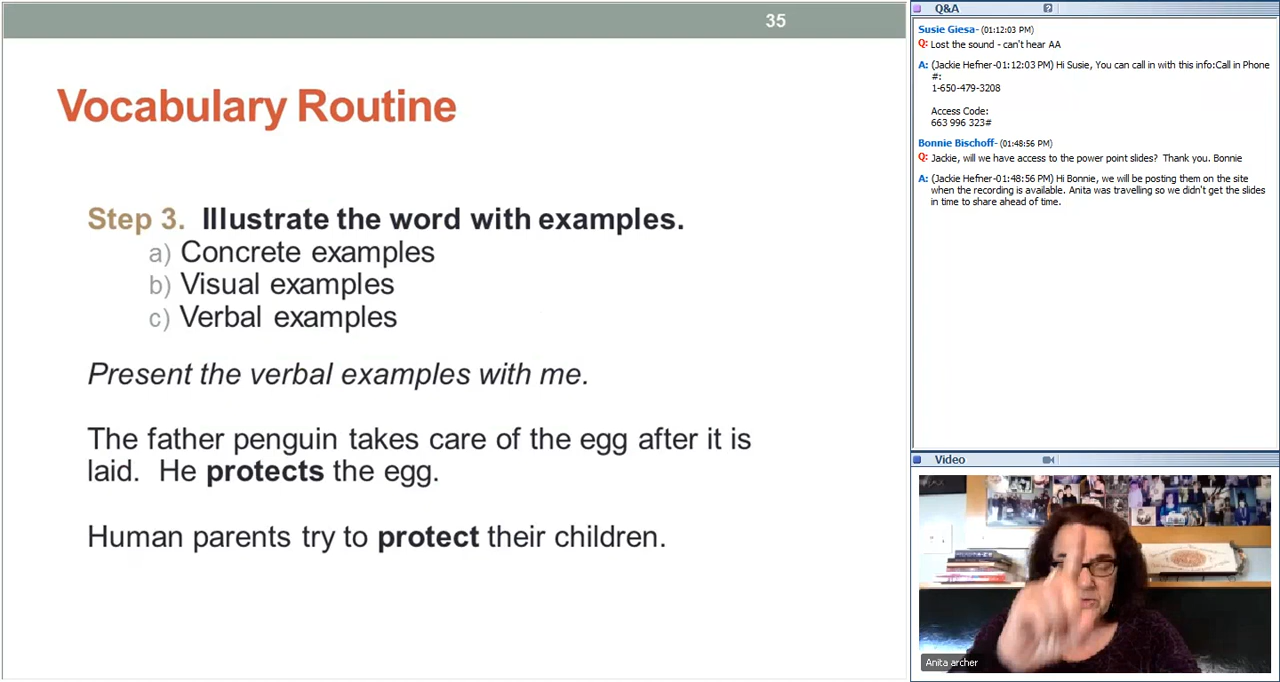 35
Vocabulary Routine
Step 3. Illustrate the word with examples.
a) Concrete examples
b) Visual examples
c) Verbal examples
Present the verbal examples with me.
The father penguin takes care of the egg after it is
laid. He protects the egg.
Human parents try to protect their children.
Q&A
Susie Giesa- (01:12:03 PM)
Q: Lost the sound - can't hear AA
A: (Jackie Hefner-01:12:03 PM) Hi Susie, You can call in with this info:Call in Phone
#:
1-650-479-3208
Access Code:
663 996 323#
Bonnie Bischoff- (01:48:56 PM)
Q: Jackie, will we have access to the power point slides? Thank you. Bonnie
A: (Jackie Hefner-01:48:56 PM) Hi Bonnie, we will be posting them on the site
when the recording is available. Anita was travelling so we didn't get the slides
in time to share ahead of time.
Video
Anita archer